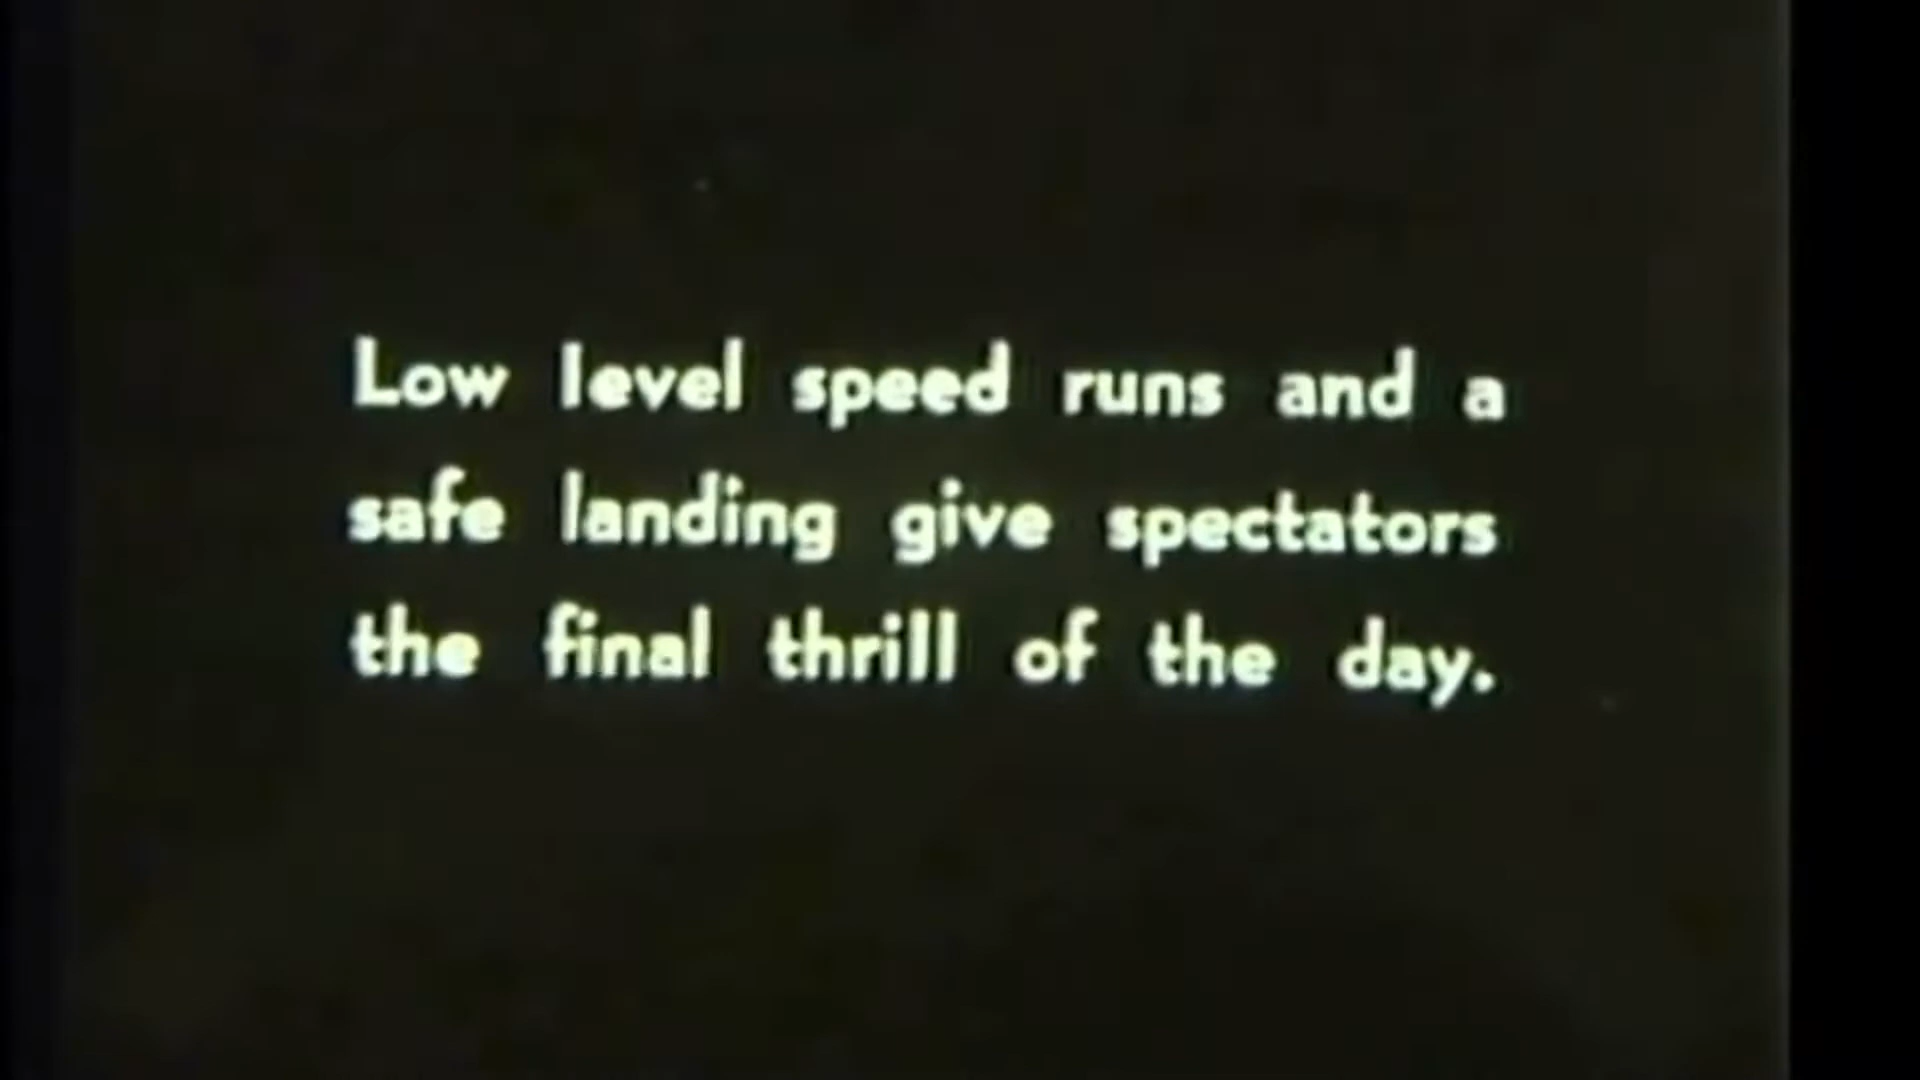 Low level speed runs and a
safe landing give spectators
the final thrill of the day.